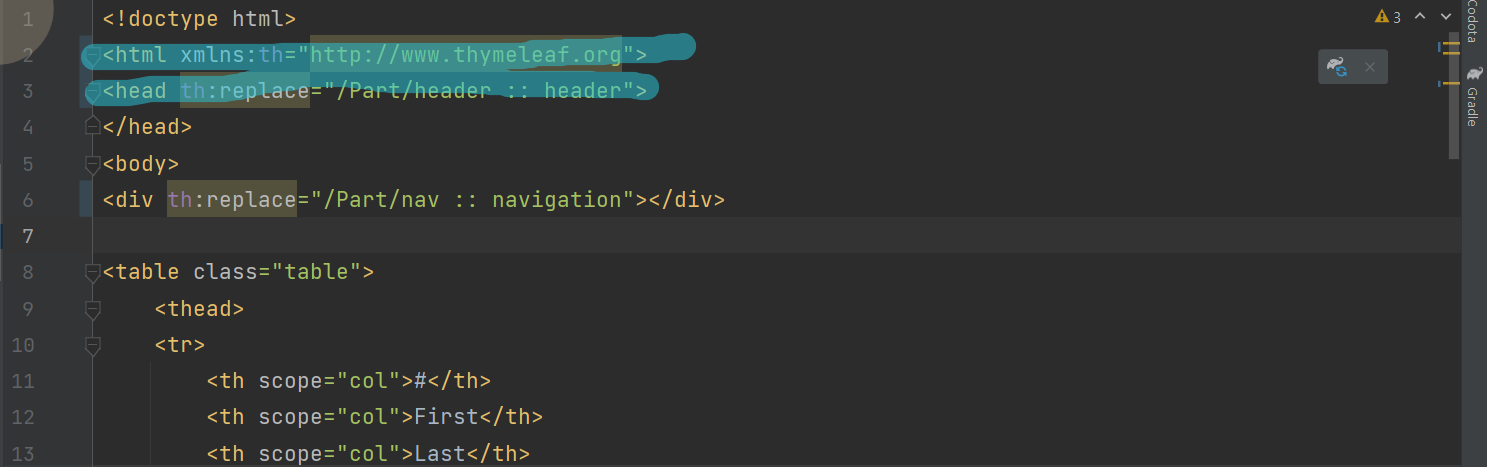 1 <!doctype html>
2 <html xmlns:th="http://www.thymeleaf.org">
3 <head th:replace="/Part/header :: header">
4 </head>
5 <body>
6 <div th:replace="/Part/nav :: navigation"></div>
7
8 <table class="table">
9 <thead>
10 <tr>
11 <th scope="col">#</th>
12 <th scope="col">First</th>
13 <th scope="col">Last</th>
3
Codota
Gradle